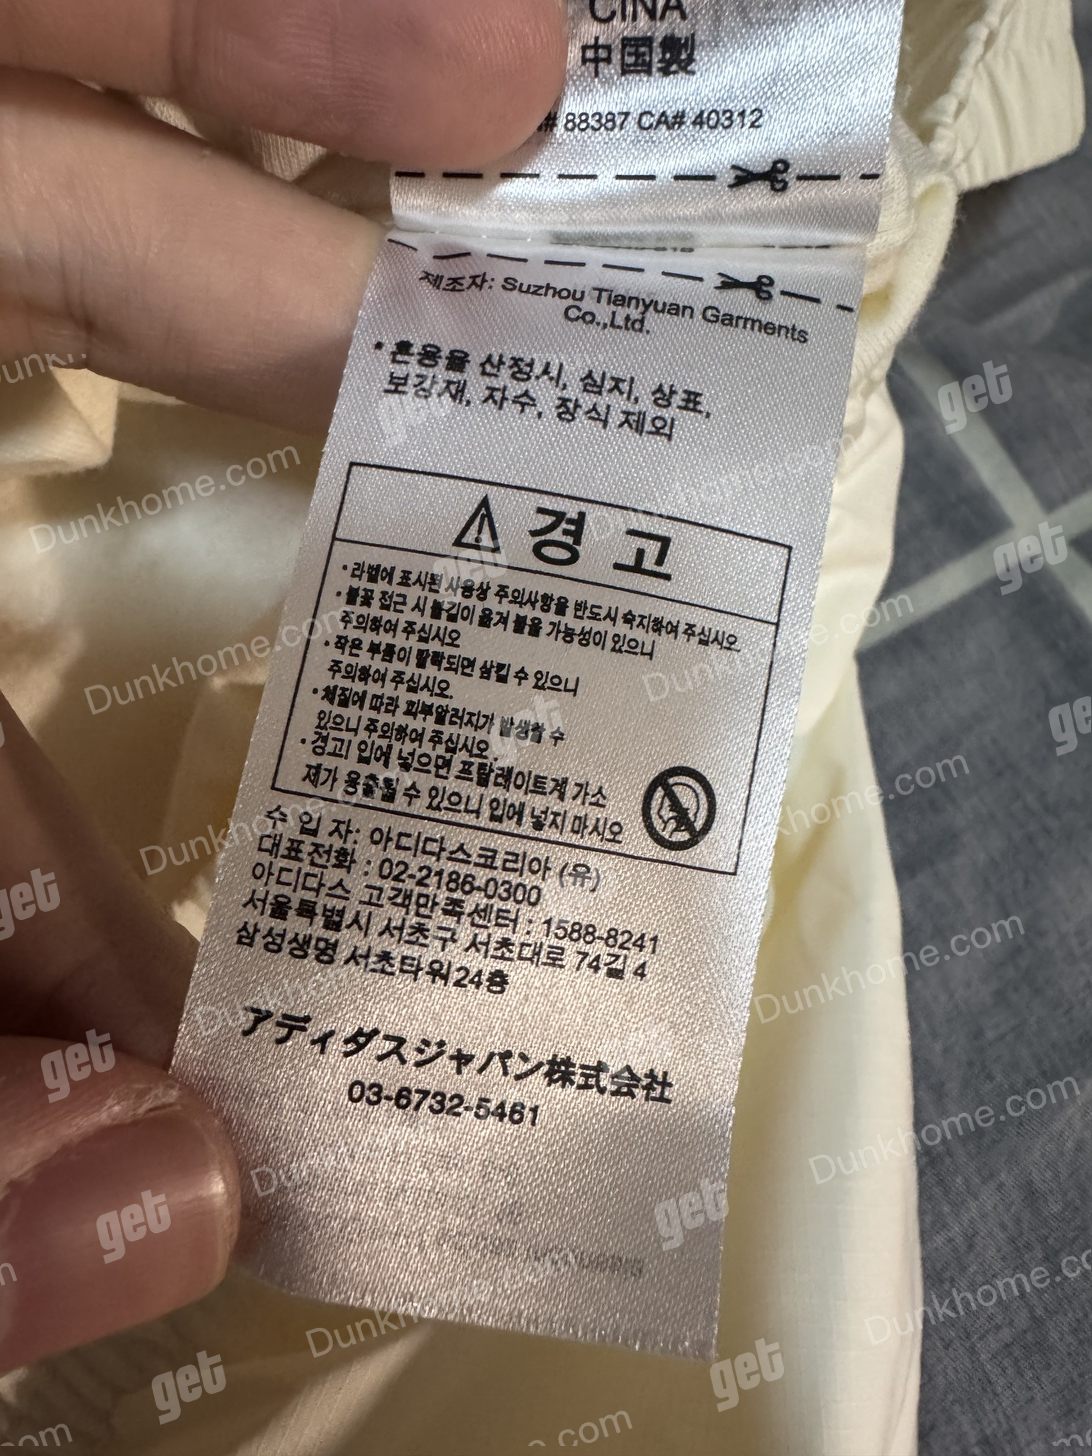 CINA
中国製
# 88387 CA# 40312
제조자: Suzhou Tianyuan Garments
Co.,Ltd.
• 혼용율 산정시, 심지, 상표,
보강재, 자수, 장식 제외
경 고
• 라벨에 표시된 사용상 주의사항을 반드시 숙지하여 주십시오.
• 불꽃 접근 시 불길이 옮겨 붙을 가능성이 있으니
주의하여 주십시오
• 작은 부품이 탈락되면 삼킬 수 있으니
주의하여 주십시오.
• 체질에 따라 피부알러지가 발생할 수
있으니 주의하여 주십시오.
• 경고! 입에 넣으면 프탈레이트계 가소
제가 용출될 수 있으니 입에 넣지 마시오
수 입 자: 아디다스코리아 (유)
대표전화 : 02-2186-0300
아디다스 고객만족센터 : 1588-8241
서울특별시 서초구 서초대로 74길 4
삼성생명 서초타워24층
アディダスジャパン株式会社
03-6732-5461
Dunkhome.com
get